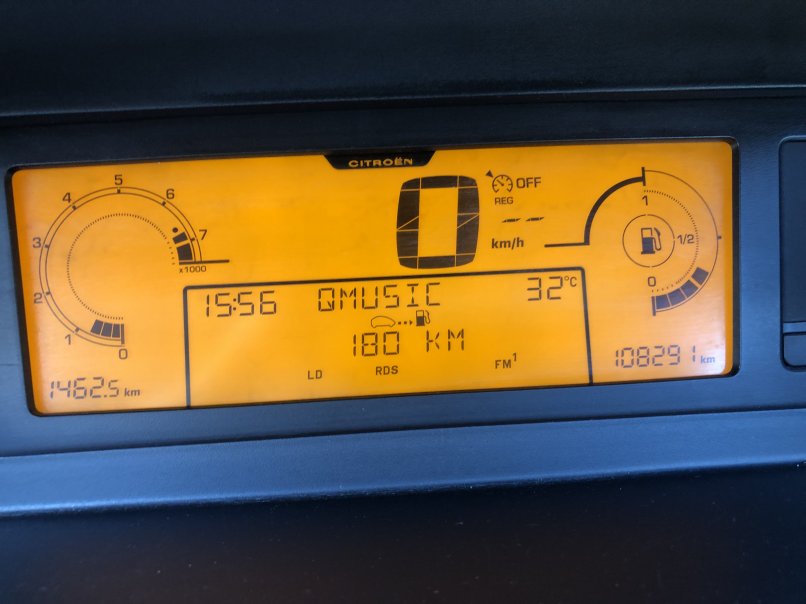 CITROËN
0
km/h
REG
OFF
-- --
0
1
2
3
4
5
6
7
x1000
1
1/2
0
15:56 QMUSIC 32°C
180 KM
LD RDS FM1
1462.5 km
108291 km